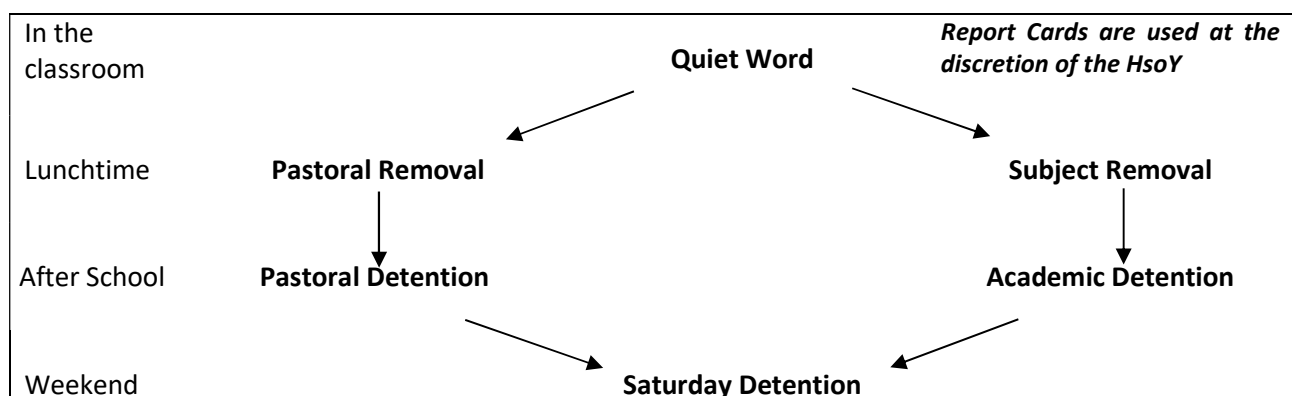 In the
classroom
Quiet Word
Report Cards are used at the
discretion of the HsoY
Lunchtime
Pastoral Removal
Subject Removal
After School
Pastoral Detention
Academic Detention
Weekend
Saturday Detention